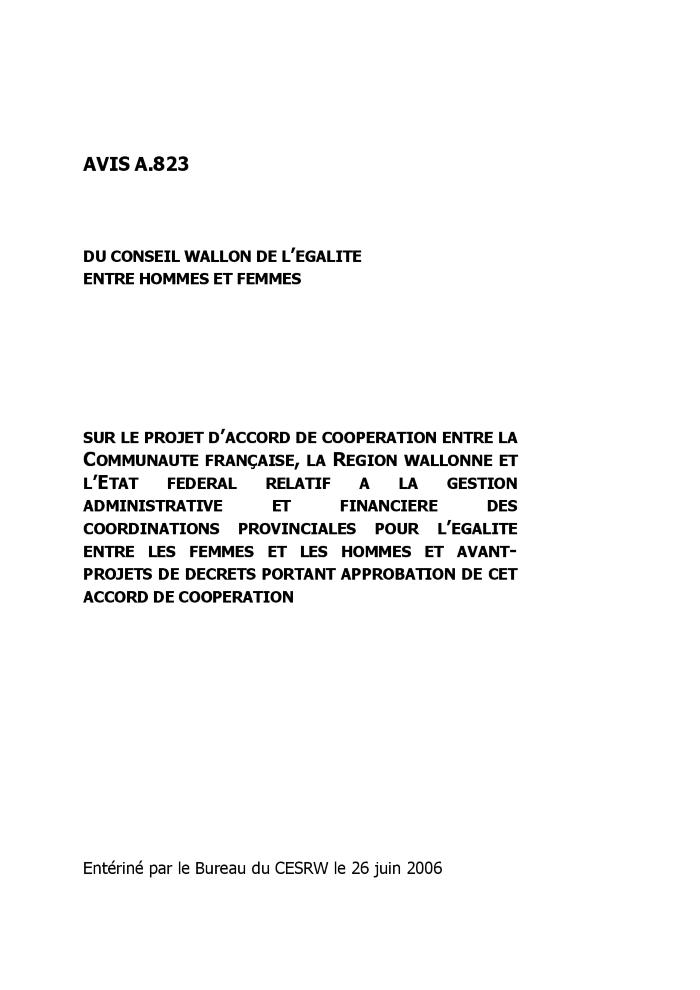 AVIS A.823
DU CONSEIL WALLON DE L'EGALITE
ENTRE HOMMES ET FEMMES
SUR LE PROJET D'ACCORD DE COOPERATION ENTRE LA
COMMUNAUTE FRANÇAISE, LA REGION WALLONNE ET
L'ETAT FEDERAL RELATIF A LA GESTION
ADMINISTRATIVE ET FINANCIERE DES
COORDINATIONS PROVINCIALES POUR L'EGALITE
ENTRE LES FEMMES ET LES HOMMES ET AVANT-
PROJETS DE DECRETS PORTANT APPROBATION DE CET
ACCORD DE COOPERATION
Entériné par le Bureau du CESRW le 26 juin 2006